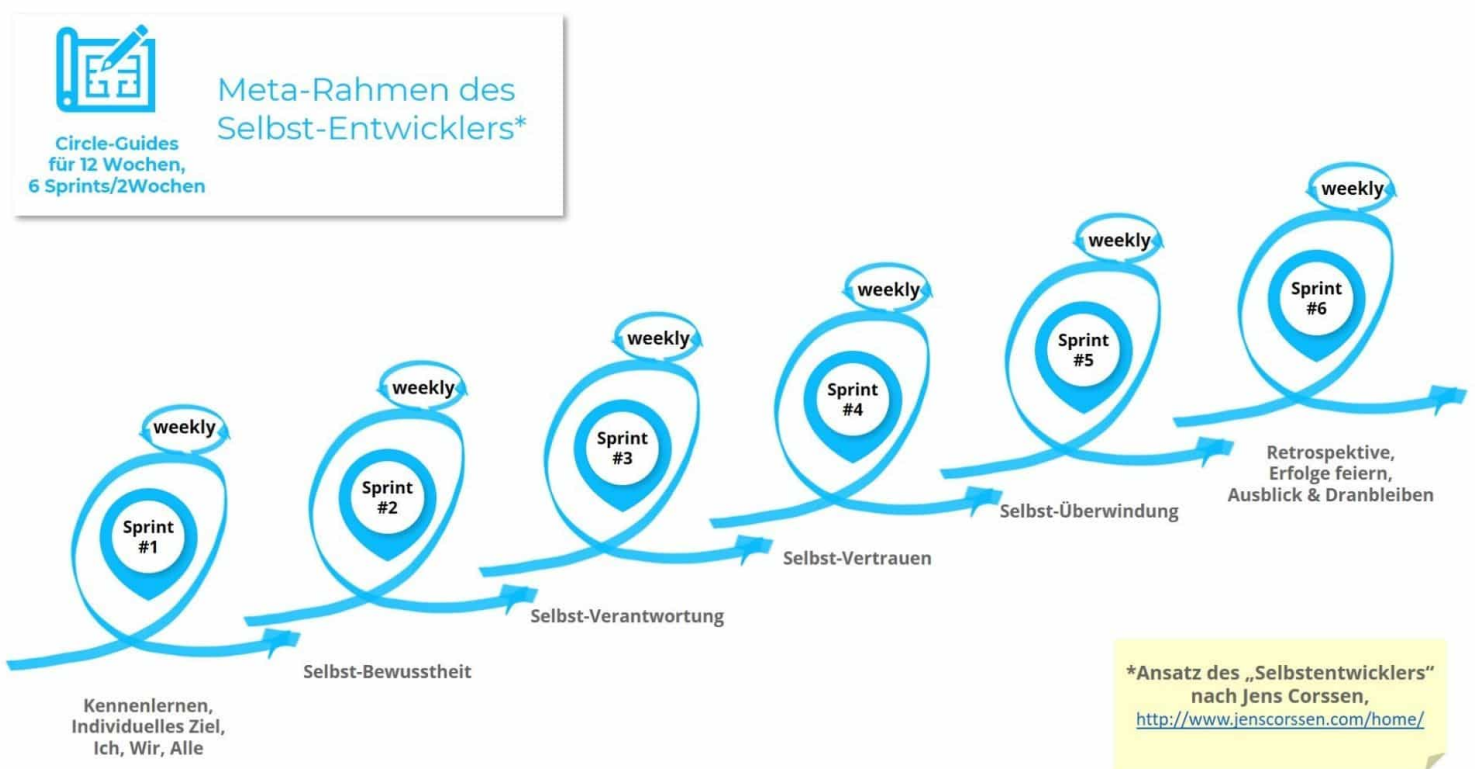 Meta-Rahmen des
Selbst-Entwicklers*
Circle-Guides
für 12 Wochen,
6 Sprints/2Wochen
weekly
Sprint
#1
Kennenlernen,
Individuelles Ziel,
Ich, Wir, Alle
weekly
Sprint
#2
Selbst-Bewusstheit
weekly
Sprint
#3
Selbst-Verantwortung
weekly
Sprint
#4
Selbst-Vertrauen
weekly
Sprint
#5
Selbst-Überwindung
weekly
Sprint
#6
Retrospektive,
Erfolge feiern,
Ausblick & Dranbleiben
*Ansatz des „Selbstentwicklers“
nach Jens Corssen,
http://www.jenscorssen.com/home/